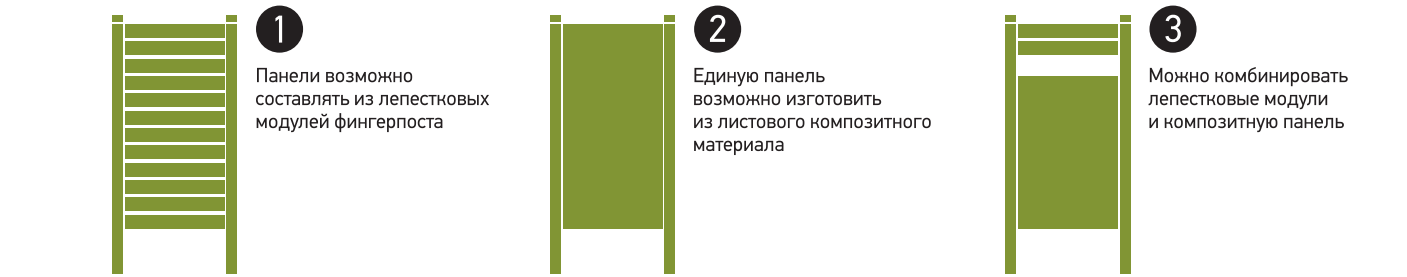 1
Панели возможно
составлять из лепестковых
модулей фингерпоста
2
Единую панель
возможно изготовить
из листового композитного
материала
3
Можно комбинировать
лепестковые модули
и композитную панель